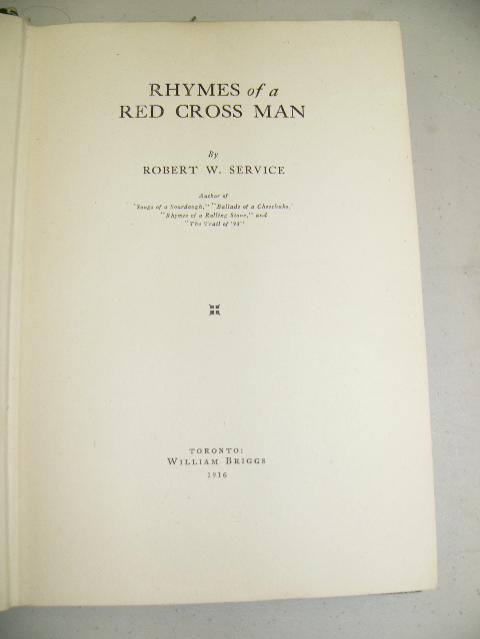 RHYMES of a
RED CROSS MAN
By
ROBERT W. SERVICE
Author of
"Songs of a Sourdough," "Ballads of a Cheechako,"
"Rhymes of a Rolling Stone," and
"The Trail of '98"
TORONTO:
WILLIAM BRIGGS
1916